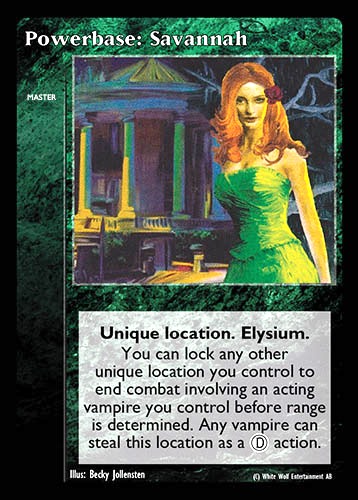 Powerbase: Savannah
MASTER
Unique location. Elysium.
You can lock any other
unique location you control to
end combat involving an acting
vampire you control before range
is determined. Any vampire can
steal this location as a Ⓓ action.
Illus: Becky Jollensten
(C) White Wolf Entertainment AB